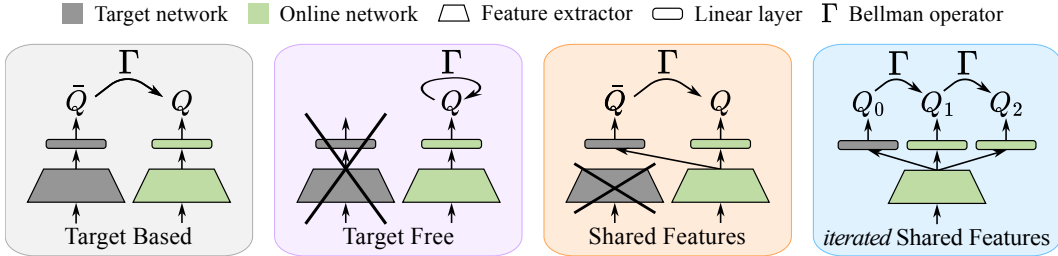 Target network Online network Feature extractor Linear layer Γ Bellman operator
Γ Γ Γ Γ Γ
Q̄ Q Q Q̄ Q Q₀ Q₁ Q₂
Target Based Target Free Shared Features iterated Shared Features